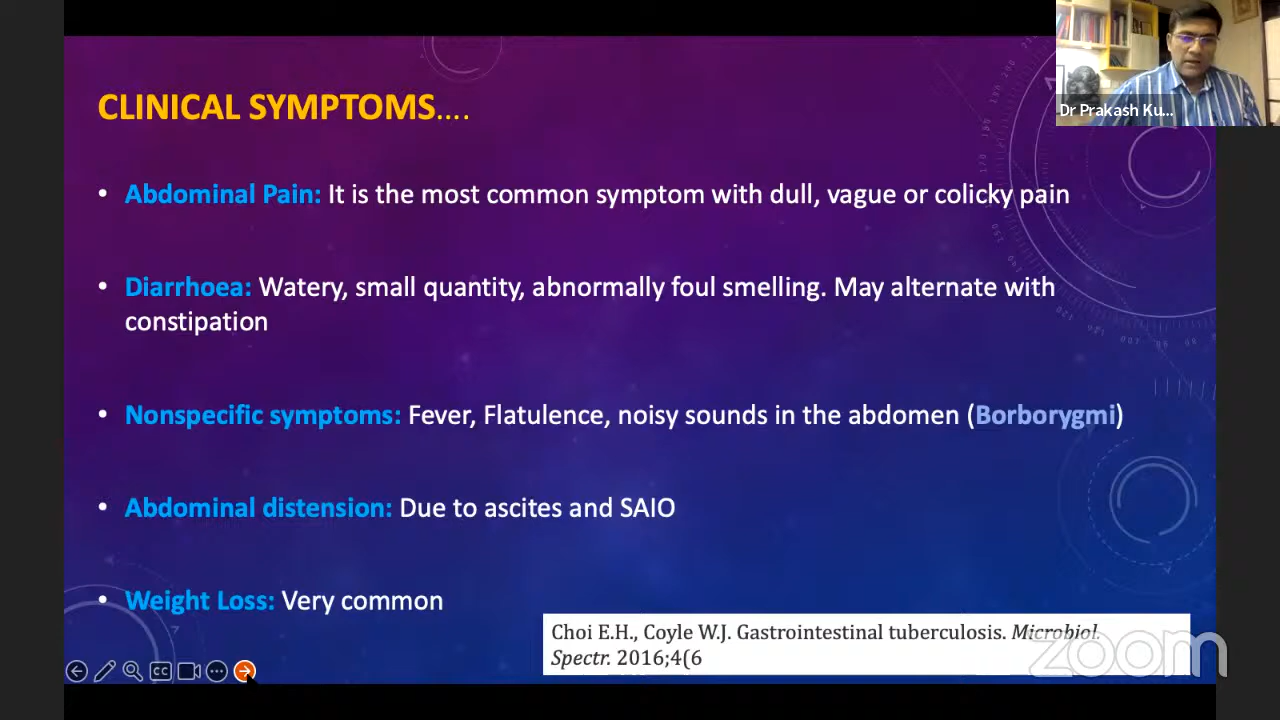 CLINICAL SYMPTOMS....
• Abdominal Pain: It is the most common symptom with dull, vague or colicky pain
• Diarrhoea: Watery, small quantity, abnormally foul smelling. May alternate with
constipation
• Nonspecific symptoms: Fever, Flatulence, noisy sounds in the abdomen (Borborygmi)
• Abdominal distension: Due to ascites and SAIO
• Weight Loss: Very common
Choi E.H., Coyle W.J. Gastrointestinal tuberculosis. Microbiol.
Spectr. 2016;4(6
Dr Prakash Ku...
CC
zoom